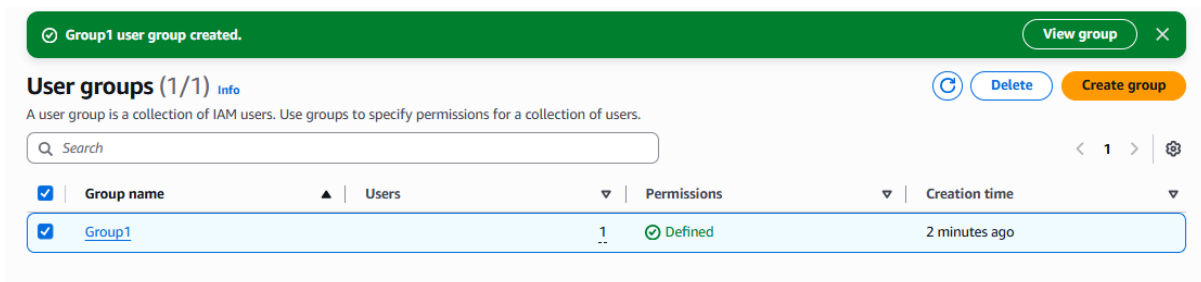 Group1 user group created. View group
User groups (1/1) Info Delete Create group
A user group is a collection of IAM users. Use groups to specify permissions for a collection of users.
Search 1
Group name Users Permissions Creation time
Group1 1 Defined 2 minutes ago